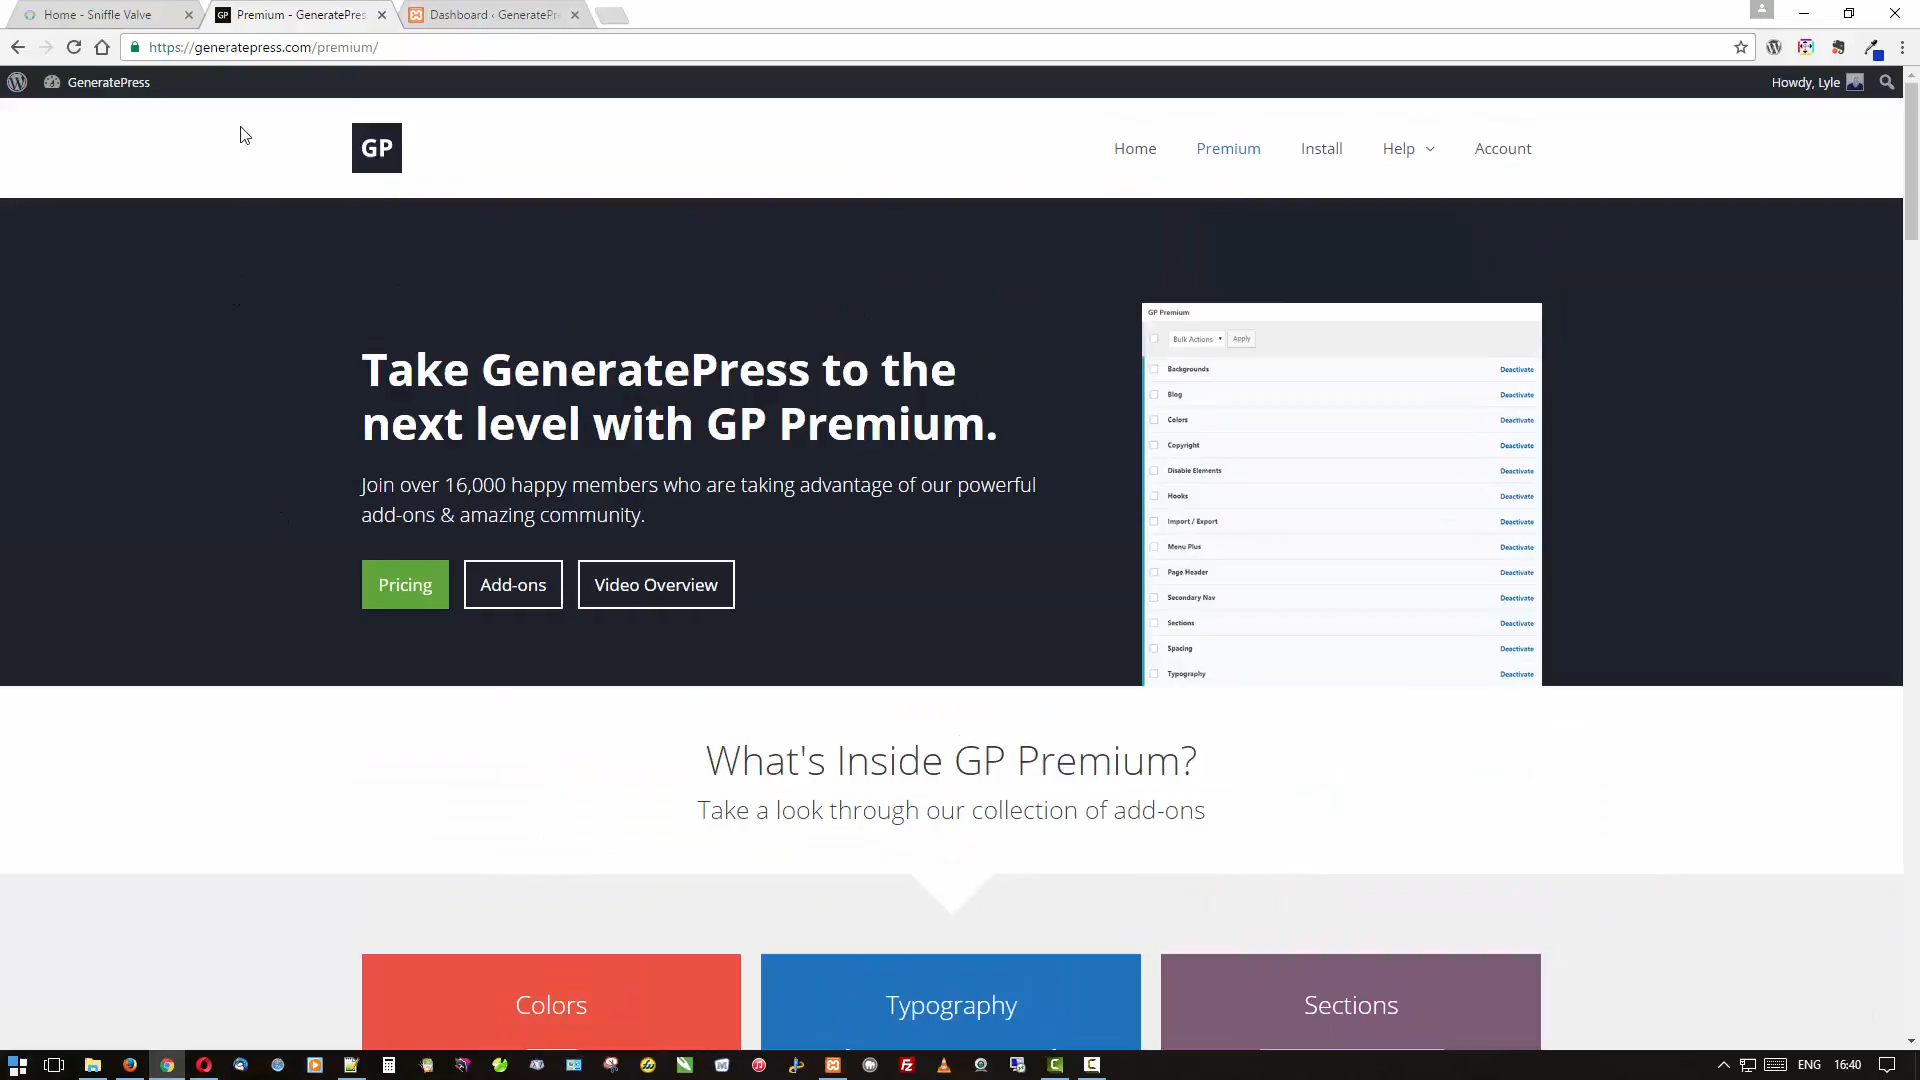 Home - Sniffle Valve
Premium - GeneratePres
Dashboard ‹ GeneratePr
https://generatepress.com/premium/
GeneratePress
Howdy, Lyle
GP
Home
Premium
Install
Help
Account
Take GeneratePress to the
next level with GP Premium.
Join over 16,000 happy members who are taking advantage of our powerful
add-ons & amazing community.
Pricing
Add-ons
Video Overview
GP Premium
Bulk Actions
Apply
Backgrounds Deactivate
Blog Deactivate
Colors Deactivate
Copyright Deactivate
Disable Elements Deactivate
Hooks Deactivate
Import / Export Deactivate
Menu Plus Deactivate
Page Header Deactivate
Secondary Nav Deactivate
Sections Deactivate
Spacing Deactivate
Typography Deactivate
What's Inside GP Premium?
Take a look through our collection of add-ons
Colors
Typography
Sections
ENG
16:40